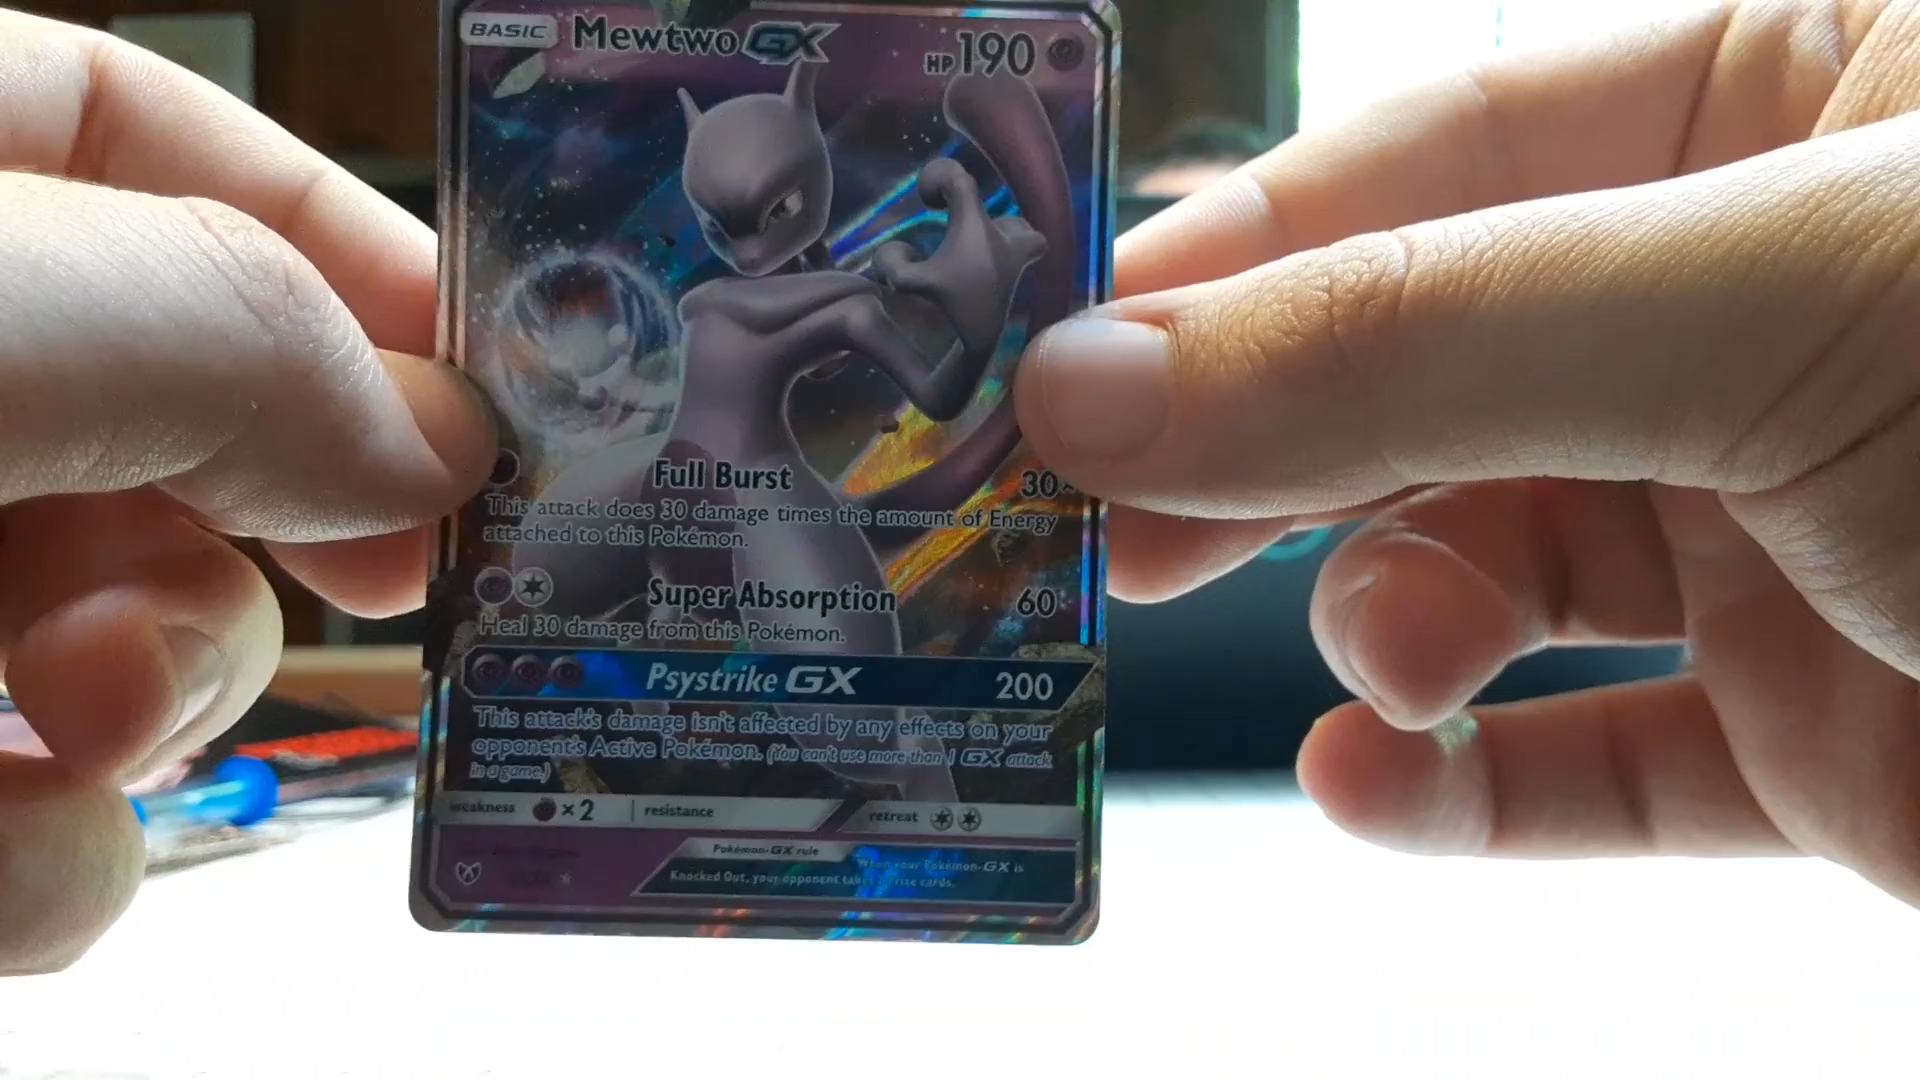 BASIC Mewtwo GX HP 190
Full Burst 30×
This attack does 30 damage times the amount of Energy
attached to this Pokémon.
Super Absorption 60
Heal 30 damage from this Pokémon.
Psystrike GX 200
This attack's damage isn't affected by any effects on your
opponent's Active Pokémon. (You can't use more than 1 GX attack
in a game.)
weakness ×2 resistance retreat
Pokémon-GX rule
When your Pokémon-GX is
Knocked Out, your opponent takes 2 Prize cards.